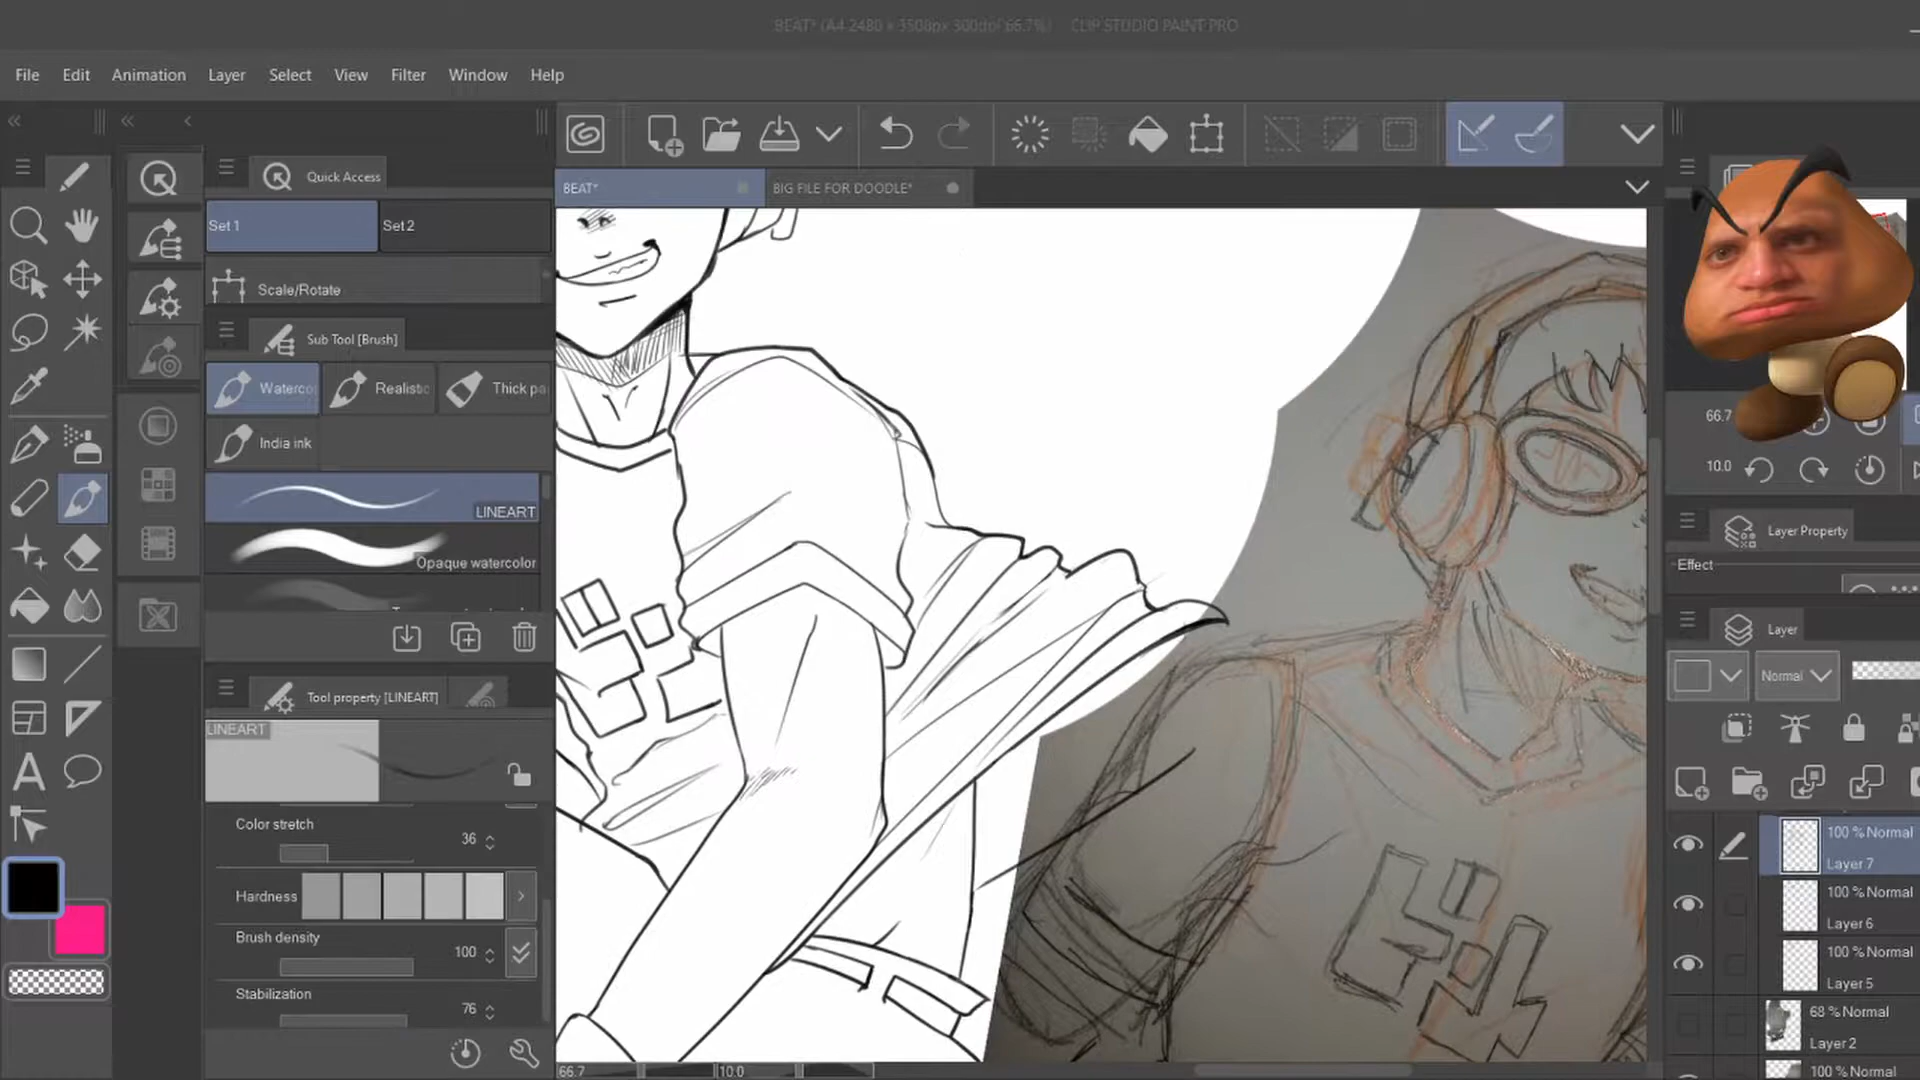 BEAT* (A4 2480 x 3508px 300dpi 66.7%) CLIP STUDIO PAINT PRO
File Edit Animation Layer Select View Filter Window Help
Quick Access
BEAT* BIG FILE FOR DOODLE*
Set 1 Set 2
Scale/Rotate
Sub Tool [Brush]
Waterco Realistic Thick pa
India ink
LINEART
Opaque watercolor
Tool property [LINEART]
LINEART
Color stretch
36
Hardness
Brush density
100
Stabilization
76
66.7 10.0
66.7
10.0
Layer Property
Effect
Layer
Normal
100 % Normal
Layer 7
100 % Normal
Layer 6
100 % Normal
Layer 5
68 % Normal
Layer 2
100 % Normal